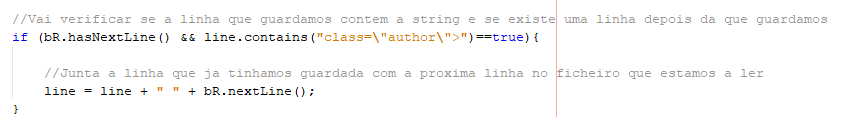 //Vai verificar se a linha que guardamos contem a string e se existe uma linha depois da que guardamos
if (bR.hasNextLine() && line.contains("class=\"author\">")==true){
//Junta a linha que ja tinhamos guardada com a proxima linha no ficheiro que estamos a ler
line = line + " " + bR.nextLine();
}